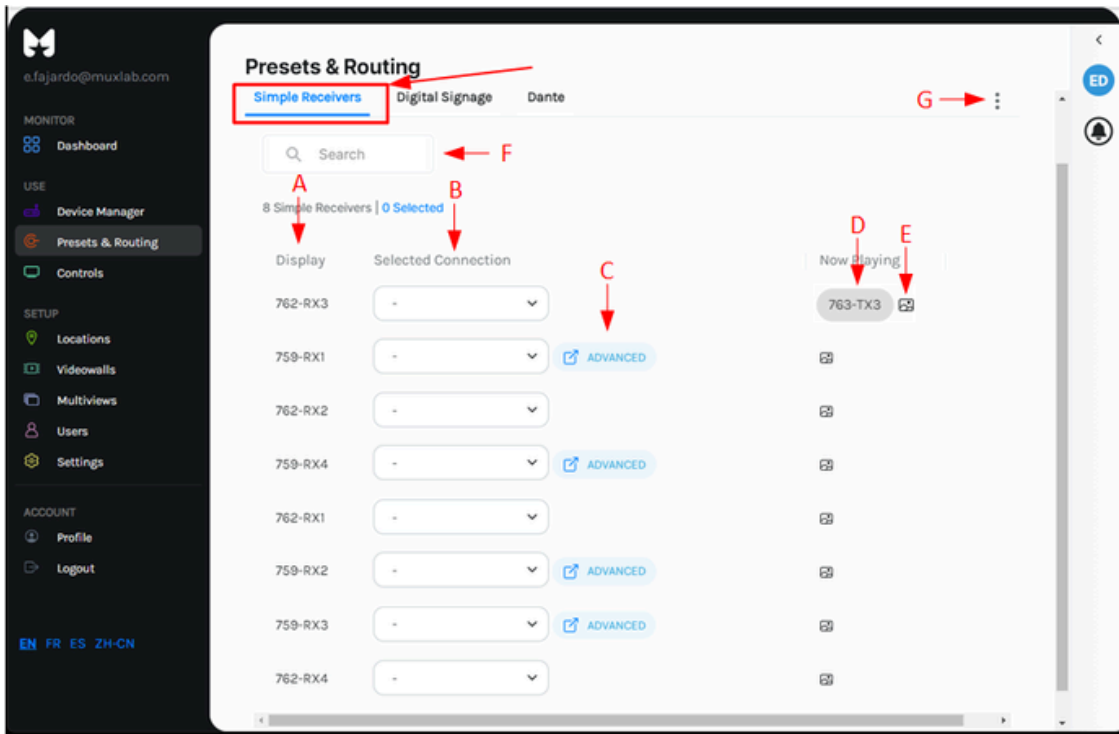 e.fajardo@muxlab.com
MONITOR
Dashboard
USE
Device Manager
Presets & Routing
Controls
SETUP
Locations
Videowalls
Multiviews
Users
Settings
ACCOUNT
Profile
Logout
EN FR ES ZH-CN
Presets & Routing
Simple Receivers Digital Signage Dante
G
Search
F
A
B
8 Simple Receivers | 0 Selected
C
D
E
Display Selected Connection Now Playing
762-RX3 - 763-TX3
759-RX1 - ADVANCED
762-RX2 -
759-RX4 - ADVANCED
762-RX1 -
759-RX2 - ADVANCED
759-RX3 - ADVANCED
762-RX4 -
ED